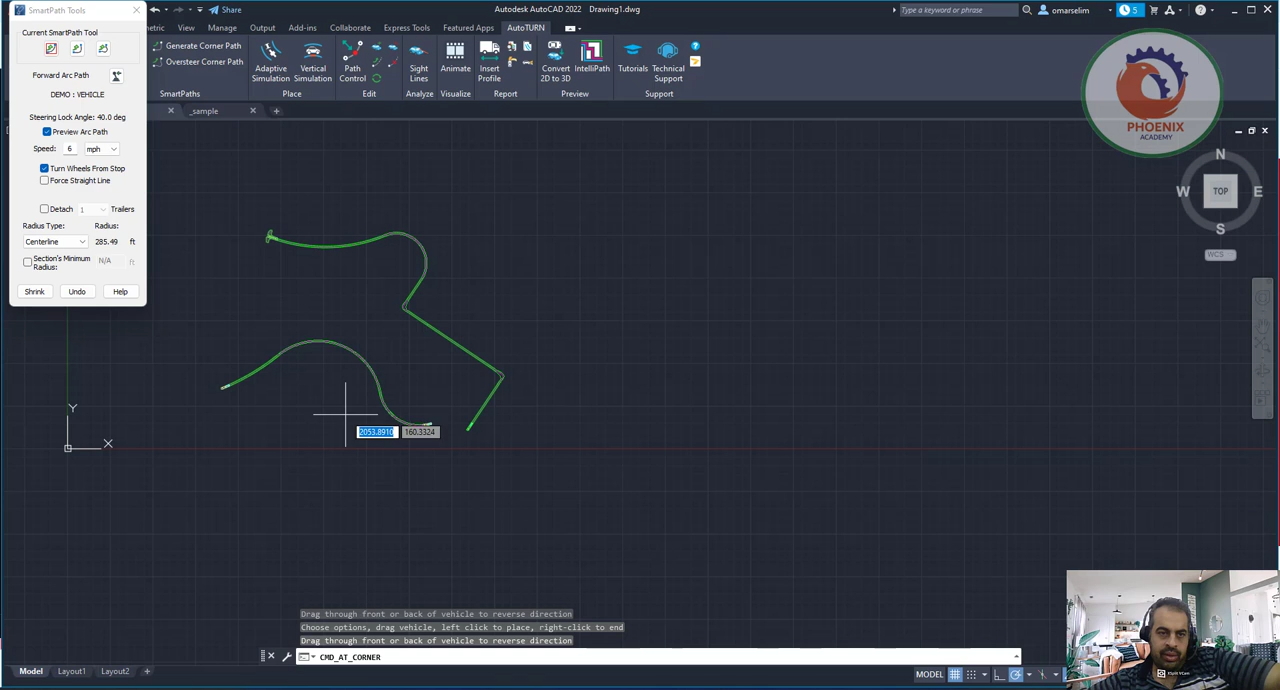 SmartPath Tools
Share
Autodesk AutoCAD 2022 Drawing1.dwg
Type a keyword or phrase
omarselim
5
Current SmartPath Tool
etric
View
Manage
Output
Add-ins
Collaborate
Express Tools
Featured Apps
AutoTURN
Generate Corner Path
Oversteer Corner Path
Adaptive
Simulation
Vertical
Simulation
Path
Control
Sight
Lines
Animate
Insert
Profile
Convert
2D to 3D
IntelliPath
Tutorials
Technical
Support
SmartPaths
Place
Edit
Analyze
Visualize
Report
Preview
Support
Forward Arc Path
DEMO : VEHICLE
_sample
Steering Lock Angle: 40.0 deg
Preview Arc Path
Speed: 6 mph
Turn Wheels From Stop
Force Straight Line
Detach 1 Trailers
Radius Type: Radius:
Centerline 285.49 ft
Section's Minimum
Radius: N/A ft
Shrink
Undo
Help
PHOENIX
ACADEMY
N
W
TOP
E
S
WCS
Y
X
2053.8910
160.3324
Drag through front or back of vehicle to reverse direction
Choose options, drag vehicle, left click to place, right-click to end
Drag through front or back of vehicle to reverse direction
CMD_AT_CORNER
Model
Layout1
Layout2
MODEL
XSplit VCam